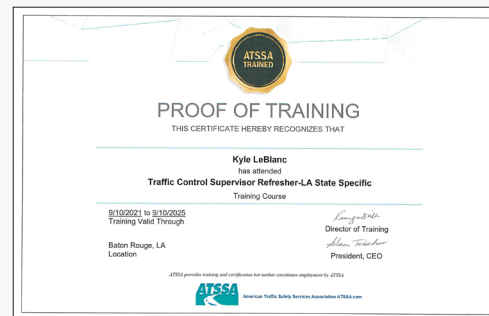 ATSSA
TRAINED
PROOF OF TRAINING
THIS CERTIFICATE HEREBY RECOGNIZES THAT
Kyle LeBlanc
has attended
Traffic Control Supervisor Refresher-LA State Specific
Training Course
9/10/2021 to 9/10/2025
Training Valid Through
Director of Training
Baton Rouge, LA
Location
President, CEO
ATSSA provides training and certification but neither constitutes employment by ATSSA.
ATSSA
American Traffic Safety Services Association ATSSA.com